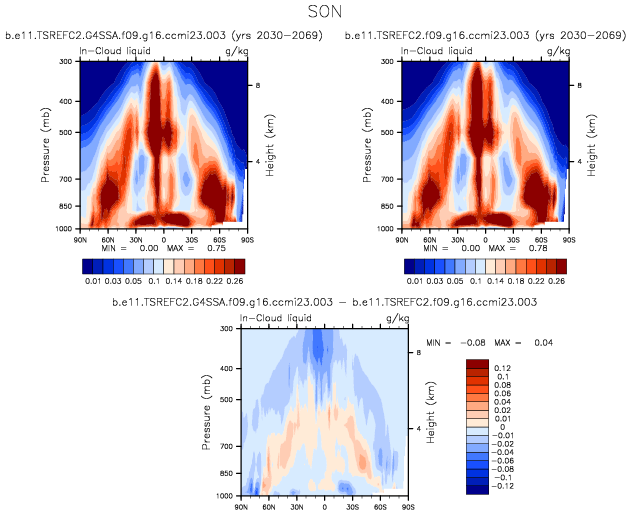 SON
b.e11.TSREFC2.G4SSA.f09.g16.ccmi23.003 (yrs 2030-2069)
b.e11.TSREFC2.f09.g16.ccmi23.003 (yrs 2030-2069)
In-Cloud liquid g/kg
In-Cloud liquid g/kg
300
400
500
700
850
1000
Pressure (mb)
8
4
Height (km)
90N 60N 30N 0 30S 60S 90S
MIN = 0.00 MAX = 0.75
0.01 0.03 0.05 0.1 0.12 0.14 0.18 0.22 0.26
300
400
500
700
850
1000
Pressure (mb)
8
4
Height (km)
90N 60N 30N 0 30S 60S 90S
MIN = 0.00 MAX = 0.78
0.01 0.03 0.05 0.1 0.12 0.14 0.18 0.22 0.26
b.e11.TSREFC2.G4SSA.f09.g16.ccmi23.003 - b.e11.TSREFC2.f09.g16.ccmi23.003
In-Cloud liquid g/kg
300
400
500
700
850
1000
Pressure (mb)
8
4
Height (km)
90N 60N 30N 0 30S 60S 90S
MIN = -0.08 MAX = 0.04
0.12
0.1
0.08
0.06
0.04
0.02
0.01
0
-0.01
-0.02
-0.04
-0.06
-0.08
-0.1
-0.12